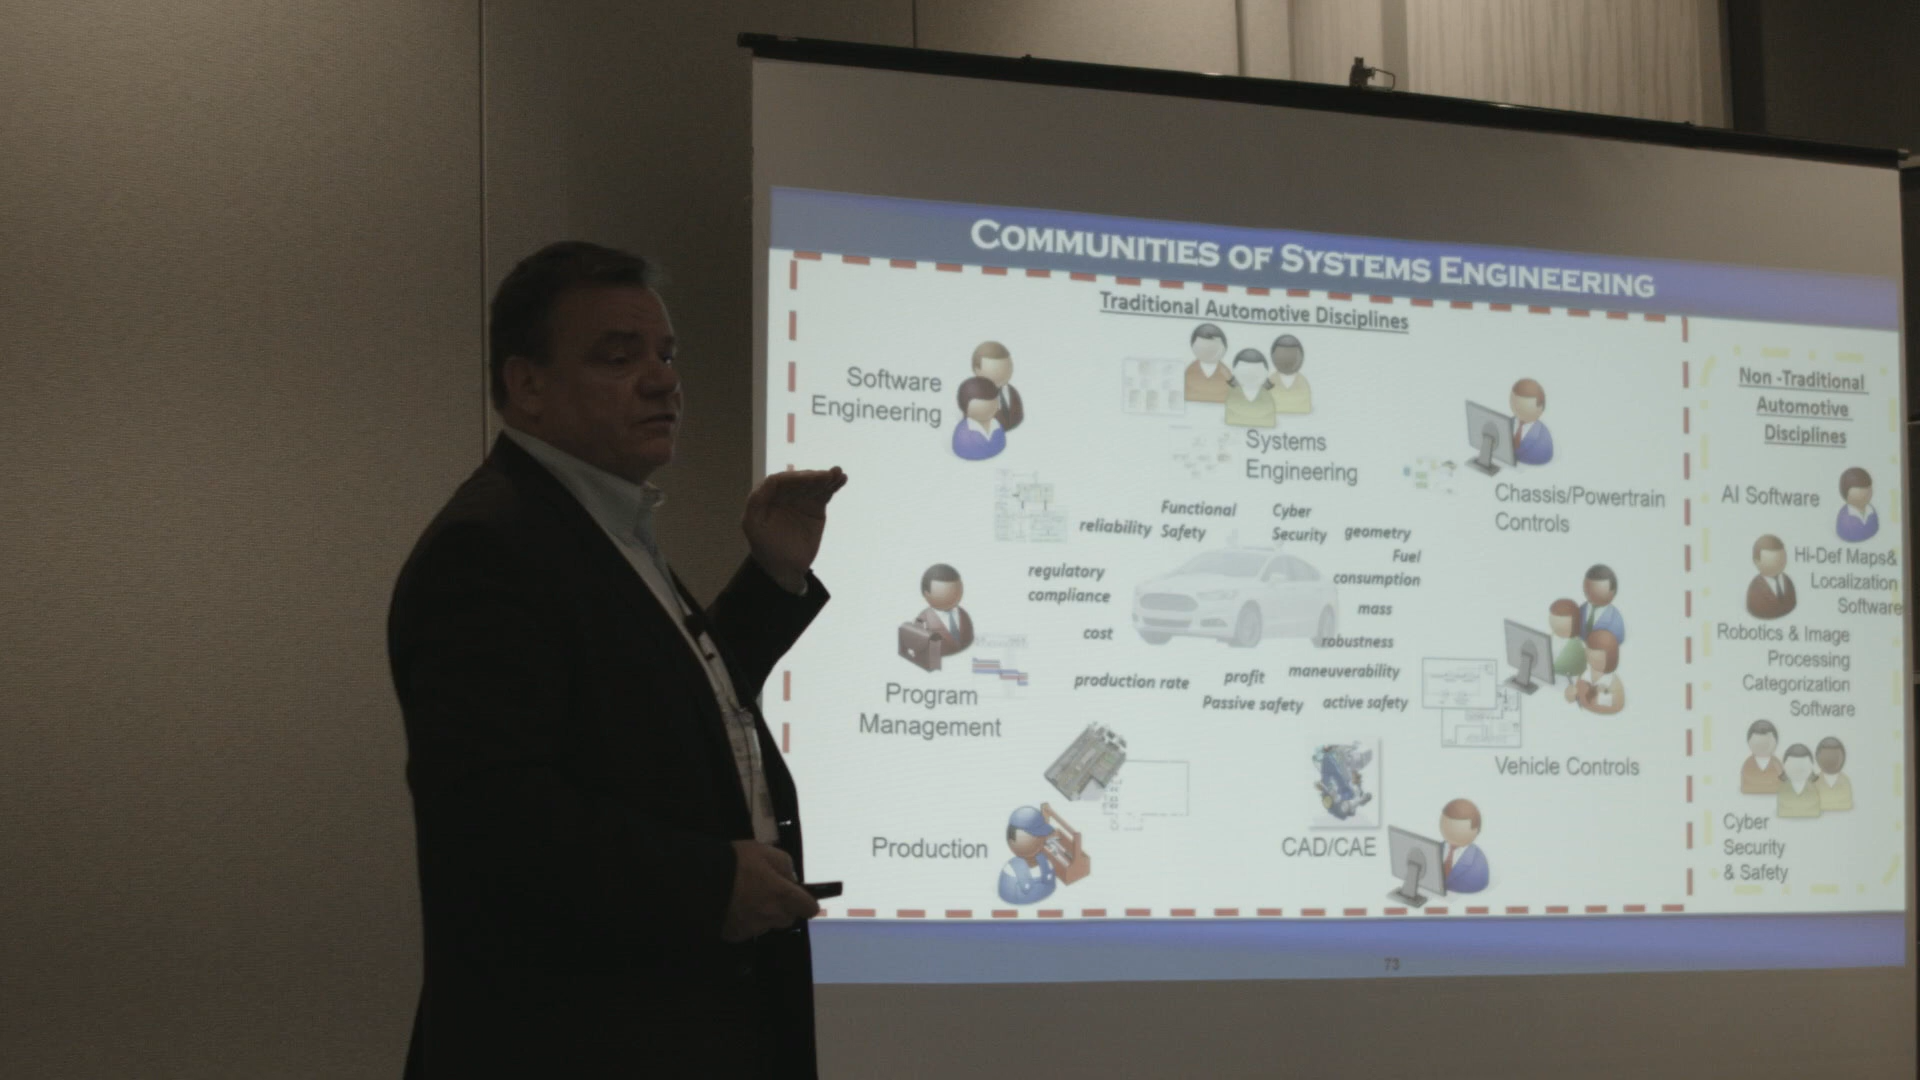 COMMUNITIES OF SYSTEMS ENGINEERING
Traditional Automotive Disciplines
Software
Engineering
Systems
Engineering
Chassis/Powertrain
Controls
Functional
Safety
Cyber
Security
reliability
geometry
Fuel
consumption
regulatory
compliance
mass
cost
robustness
production rate
profit
maneuverability
Passive safety
active safety
Program
Management
Vehicle Controls
Production
CAD/CAE
Non -Traditional
Automotive
Disciplines
AI Software
Hi-Def Maps&
Localization
Software
Robotics & Image
Processing
Categorization
Software
Cyber
Security
& Safety
73